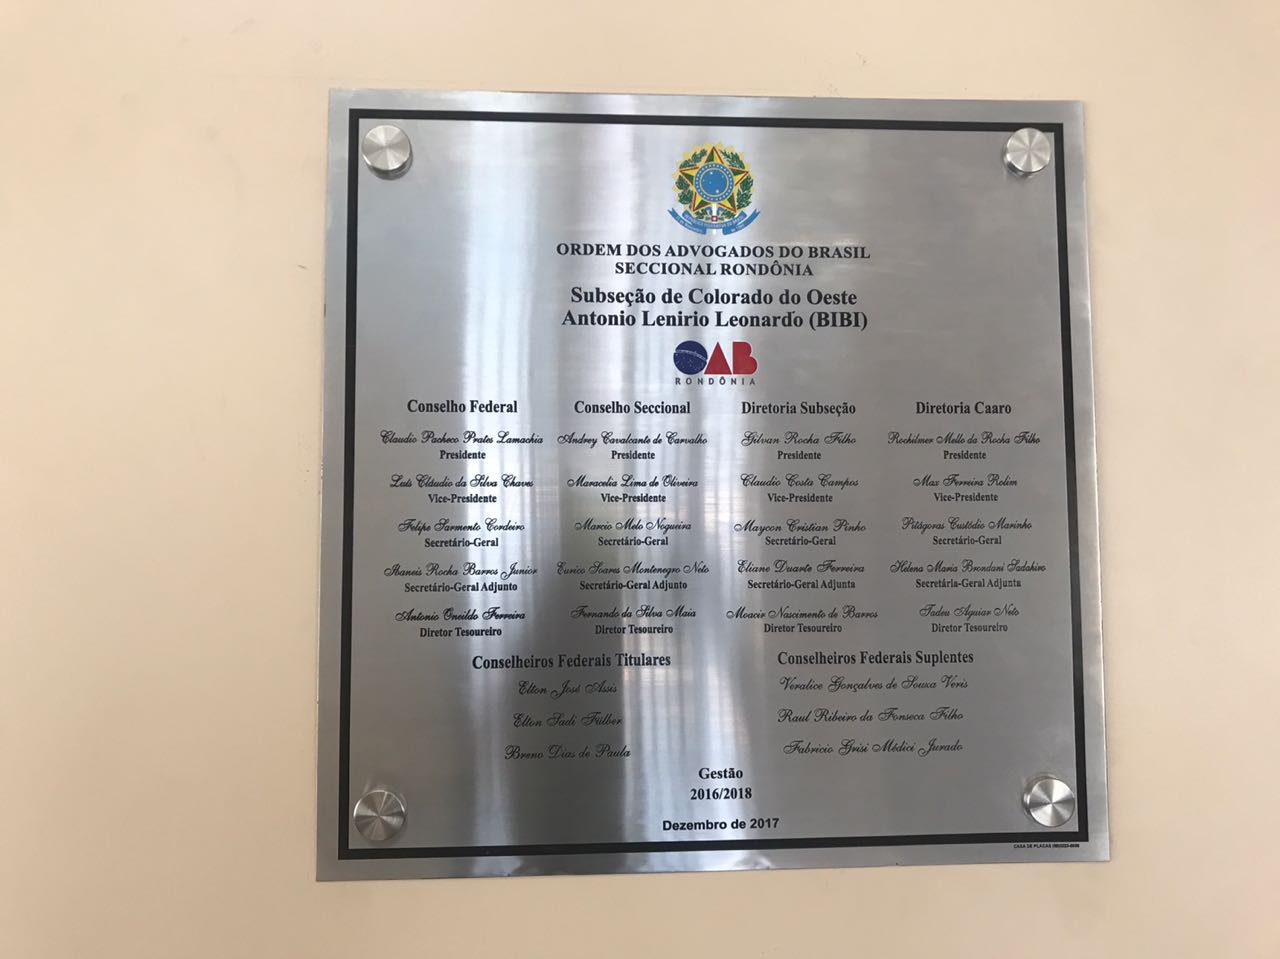 ORDEM DOS ADVOGADOS DO BRASIL
SECCIONAL RONDÔNIA
Subseção de Colorado do Oeste
Antonio Lenirio Leonardo (BIBI)
OAB
RONDÔNIA
Conselho Federal
Claudio Pacheco Prates Lamachia
Presidente
Luís Cláudio da Silva Chaves
Vice-Presidente
Felipe Sarmento Cordeiro
Secretário-Geral
Ibaneis Rocha Barros Junior
Secretário-Geral Adjunto
Antonio Oneildo Ferreira
Diretor Tesoureiro
Conselho Seccional
Andrey Cavalcante de Carvalho
Presidente
Maracelia Lima de Oliveira
Vice-Presidente
Marcio Melo Nogueira
Secretário-Geral
Eurico Soares Montenegro Neto
Secretário-Geral Adjunto
Fernando da Silva Maia
Diretor Tesoureiro
Diretoria Subseção
Gilvan Rocha Filho
Presidente
Claudio Costa Campos
Vice-Presidente
Maycon Cristian Pinho
Secretário-Geral
Eliane Duarte Ferreira
Secretário-Geral Adjunta
Moacir Nascimento de Barros
Diretor Tesoureiro
Diretoria Caaro
Rochilmer Mello da Rocha Filho
Presidente
Max Ferreira Rolim
Vice-Presidente
Pitágoras Custódio Marinho
Secretário-Geral
Helena Maria Brondani Sadahiro
Secretária-Geral Adjunta
Tadeu Aguiar Neto
Diretor Tesoureiro
Conselheiros Federais Titulares
Elton José Assis
Elton Sadi Fülber
Breno Dias de Paula
Conselheiros Federais Suplentes
Veralice Gonçalves de Souza Veris
Raul Ribeiro da Fonseca Filho
Fabricio Grisi Médici Jurado
Gestão
2016/2018
Dezembro de 2017
CASA DE PLACAS